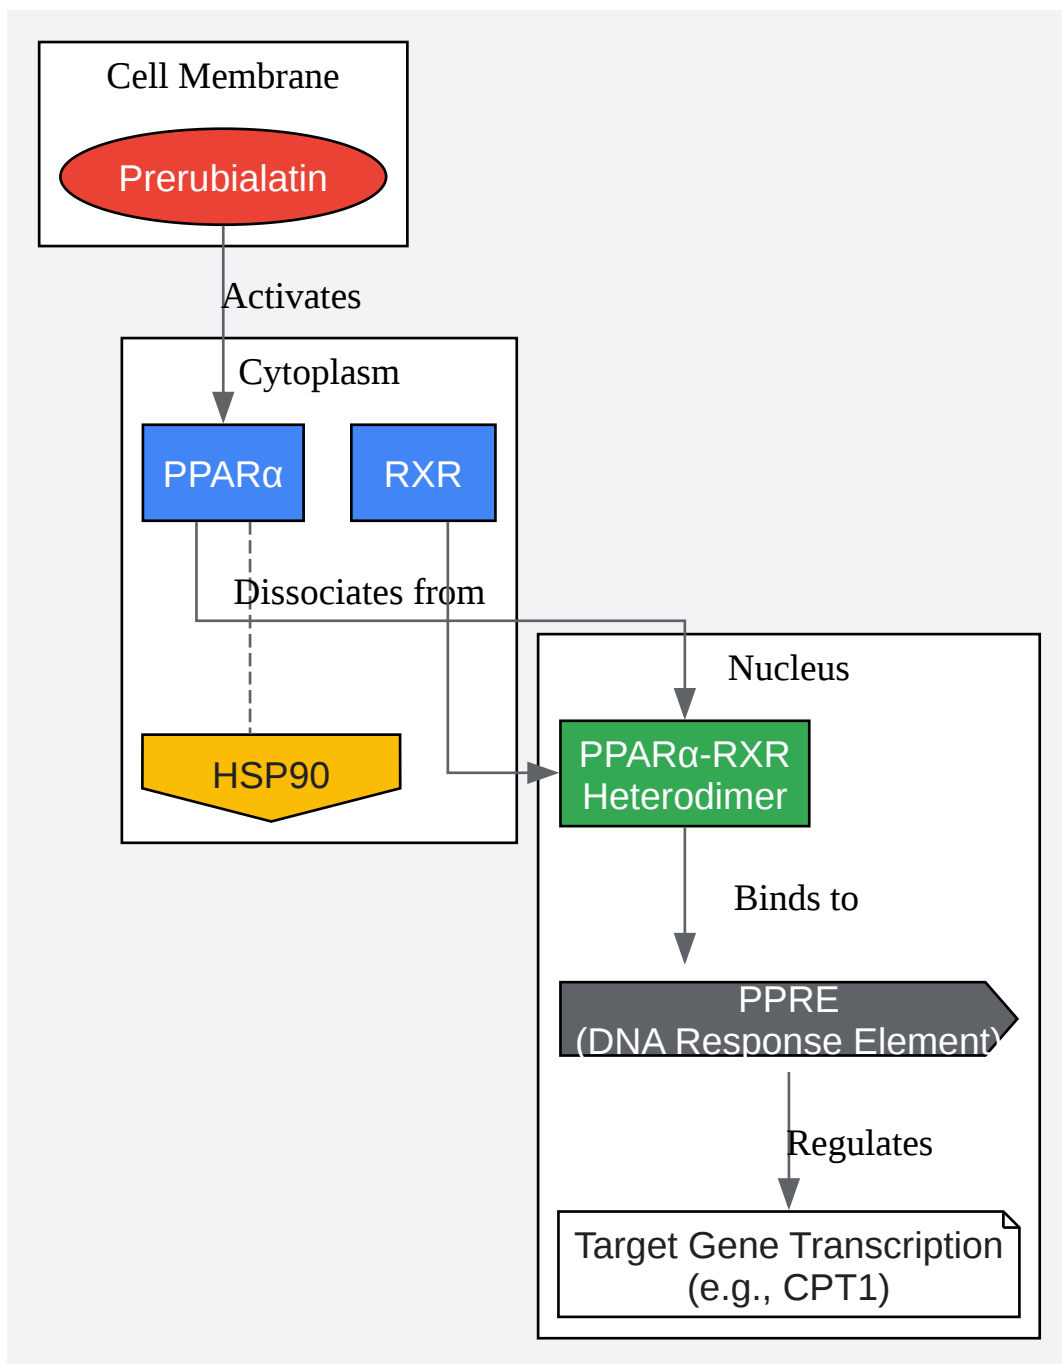 Cell Membrane
Prerubialatin
Activates
Cytoplasm
PPARα
RXR
Dissociates from
HSP90
Nucleus
PPARα-RXR
Heterodimer
Binds to
PPRE
(DNA Response Element)
Regulates
Target Gene Transcription
(e.g., CPT1)